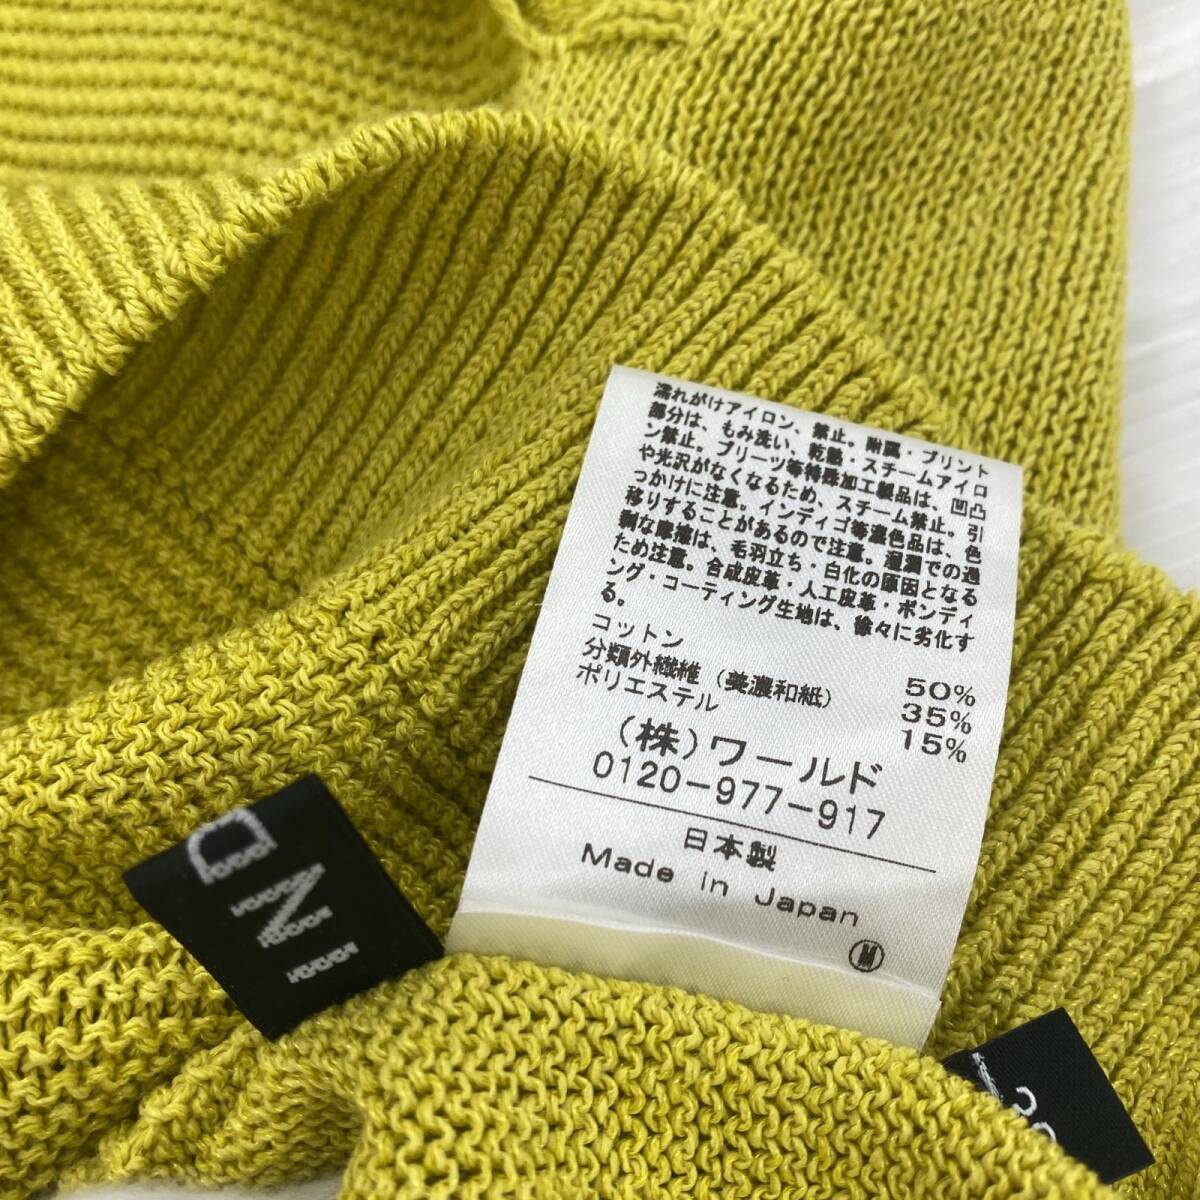 濡れがけアイロン、禁止。附属・プリント
部分は、もみ洗い、乾熱・スチームアイロ
ン禁止。プリーツ等特殊加工製品は、凹凸
や光沢がなくなるため、スチーム禁止。引
っかけに注意。インディゴ等濃色品は、色
移りすることがあるので注意。湿潤での過
剰な摩擦は、毛羽立ち・白化の原因となる
ため注意。合成皮革・人工皮革・ボンディ
ング・コーティング生地は、徐々に劣化す
る。
コットン 50%
分類外繊維(美濃和紙) 35%
ポリエステル 15%
(株)ワールド
0120-977-917
日本製
Made in Japan
M